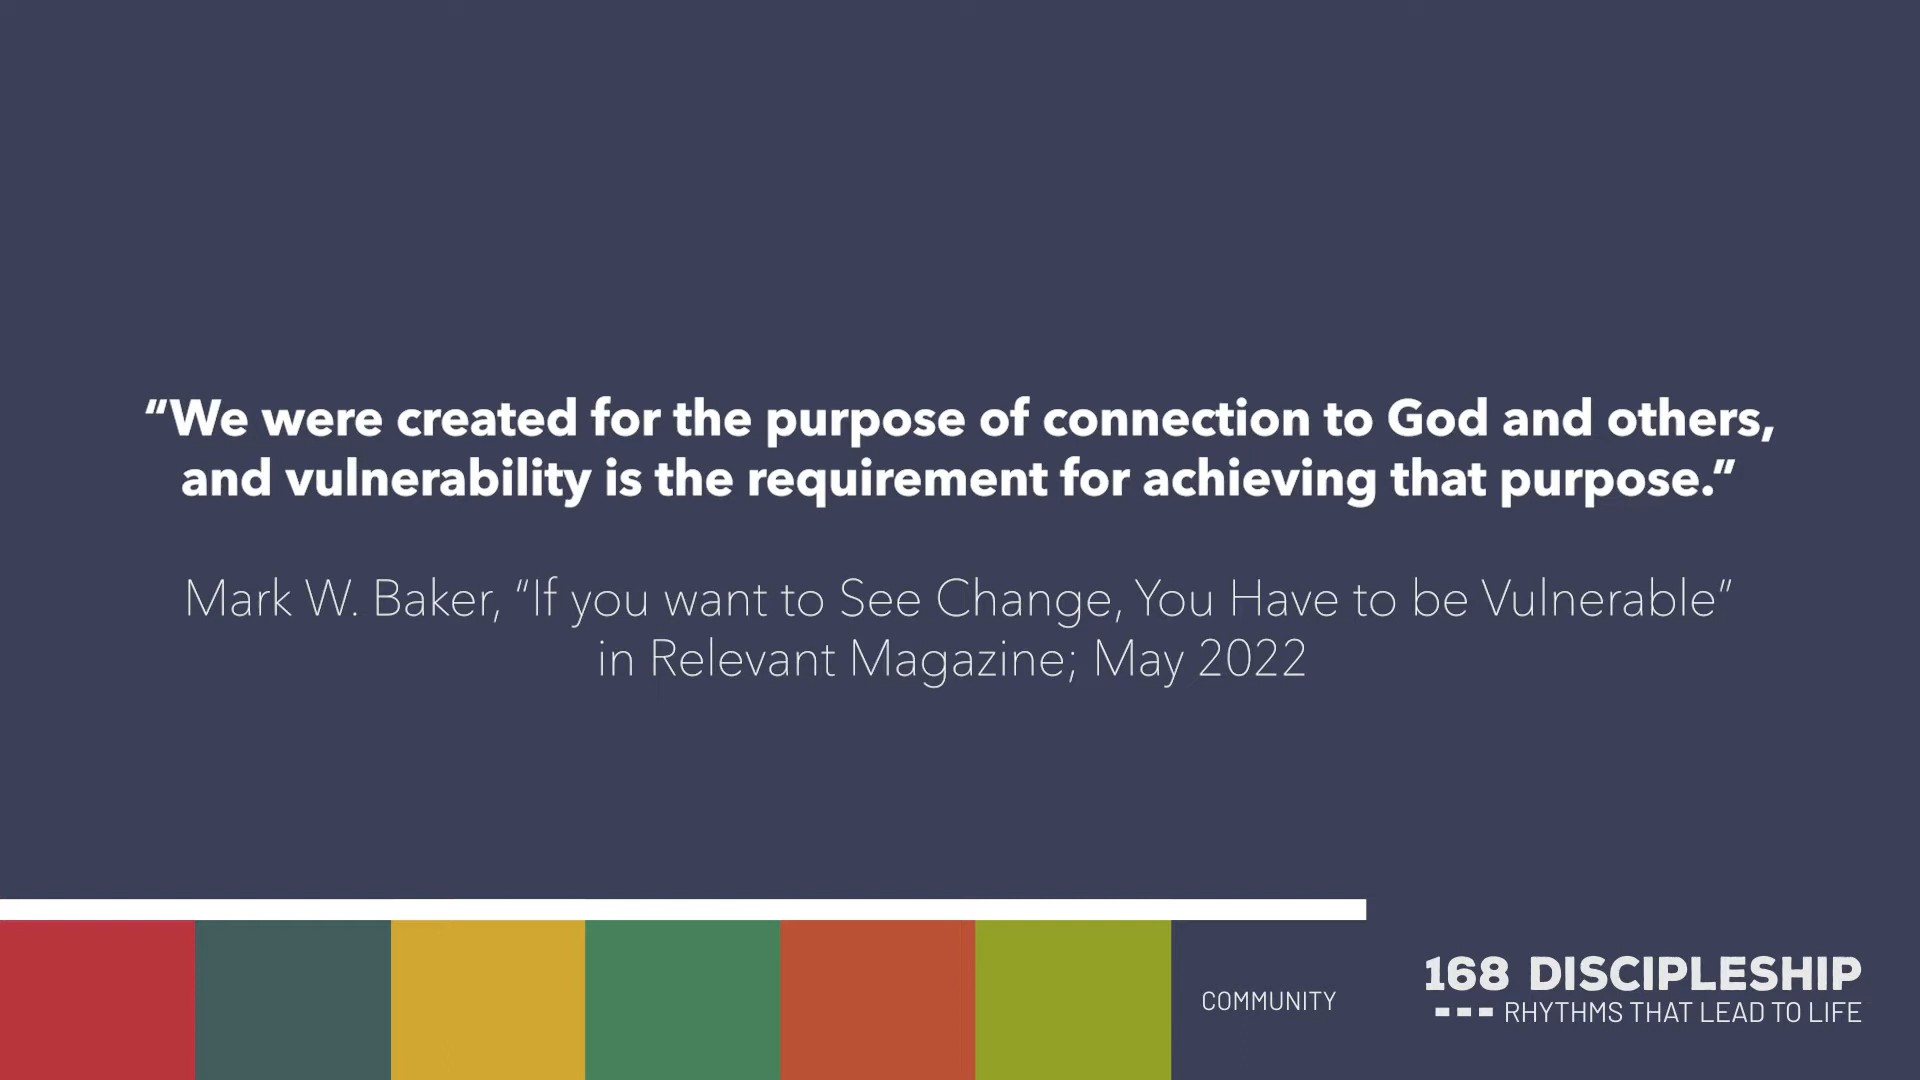 “We were created for the purpose of connection to God and others,
and vulnerability is the requirement for achieving that purpose.”
Mark W. Baker, “If you want to See Change, You Have to be Vulnerable”
in Relevant Magazine; May 2022
COMMUNITY
168 DISCIPLESHIP
RHYTHMS THAT LEAD TO LIFE